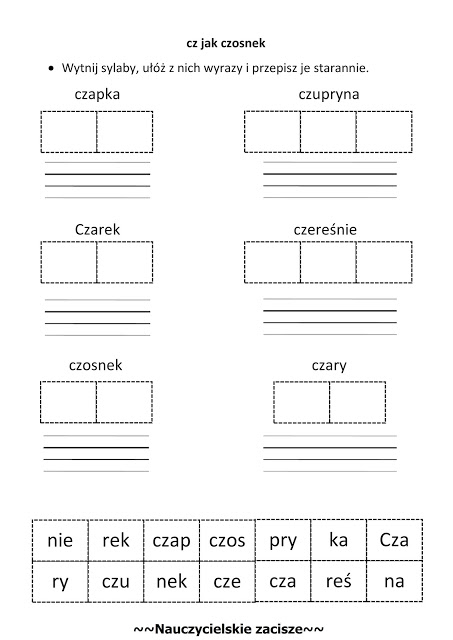 cz jak czosnek
• Wytnij sylaby, ułóż z nich wyrazy i przepisz je starannie.
czapka czupryna
Czarek czereśnie
czosnek czary
nie rek czap czos pry ka Cza
ry czu nek cze cza reś na
~~Nauczycielskie zacisze~~